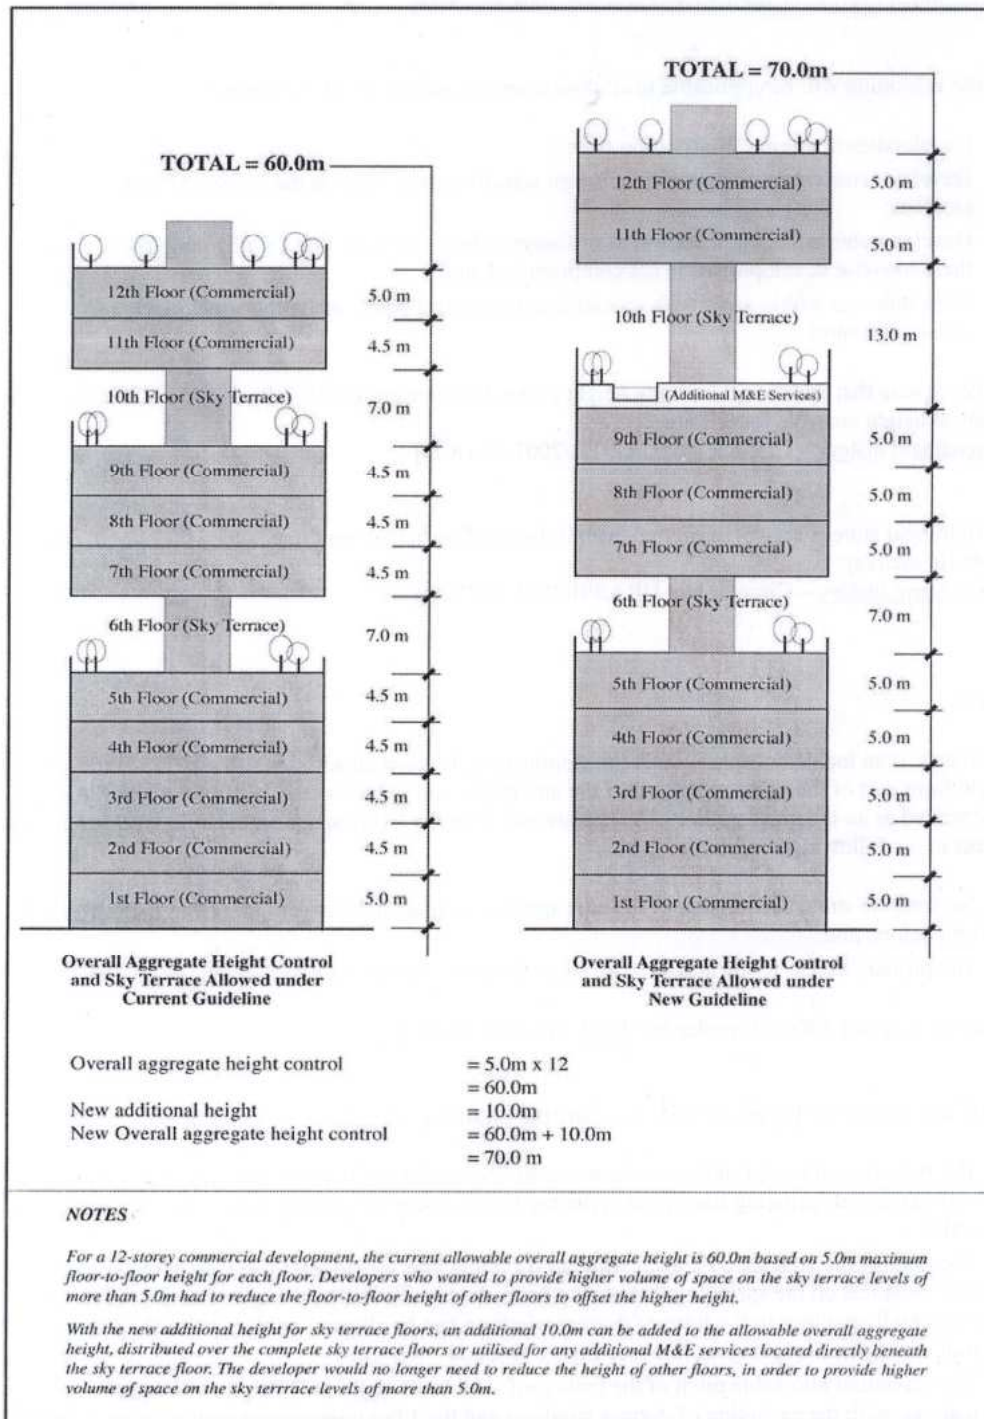 TOTAL = 60.0m
12th Floor (Commercial)
5.0 m
11th Floor (Commercial)
4.5 m
10th Floor (Sky Terrace)
7.0 m
9th Floor (Commercial)
4.5 m
8th Floor (Commercial)
4.5 m
7th Floor (Commercial)
4.5 m
6th Floor (Sky Terrace)
7.0 m
5th Floor (Commercial)
4.5 m
4th Floor (Commercial)
4.5 m
3rd Floor (Commercial)
4.5 m
2nd Floor (Commercial)
4.5 m
1st Floor (Commercial)
5.0 m
Overall Aggregate Height Control
and Sky Terrace Allowed under
Current Guideline
TOTAL = 70.0m
12th Floor (Commercial)
5.0 m
11th Floor (Commercial)
5.0 m
10th Floor (Sky Terrace)
13.0 m
(Additional M&E Services)
9th Floor (Commercial)
5.0 m
8th Floor (Commercial)
5.0 m
7th Floor (Commercial)
5.0 m
6th Floor (Sky Terrace)
7.0 m
5th Floor (Commercial)
5.0 m
4th Floor (Commercial)
5.0 m
3rd Floor (Commercial)
5.0 m
2nd Floor (Commercial)
5.0 m
1st Floor (Commercial)
5.0 m
Overall Aggregate Height Control
and Sky Terrace Allowed under
New Guideline
Overall aggregate height control = 5.0m x 12
= 60.0m
New additional height = 10.0m
New Overall aggregate height control = 60.0m + 10.0m
= 70.0 m
NOTES
For a 12-storey commercial development, the current allowable overall aggregate height is 60.0m based on 5.0m maximum
floor-to-floor height for each floor. Developers who wanted to provide higher volume of space on the sky terrace levels of
more than 5.0m had to reduce the floor-to-floor height of other floors to offset the higher height.
With the new additional height for sky terrace floors, an additional 10.0m can be added to the allowable overall aggregate
height, distributed over the complete sky terrace floors or utilised for any additional M&E services located directly beneath
the sky terrace floor. The developer would no longer need to reduce the height of other floors, in order to provide higher
volume of space on the sky terrrace levels of more than 5.0m.